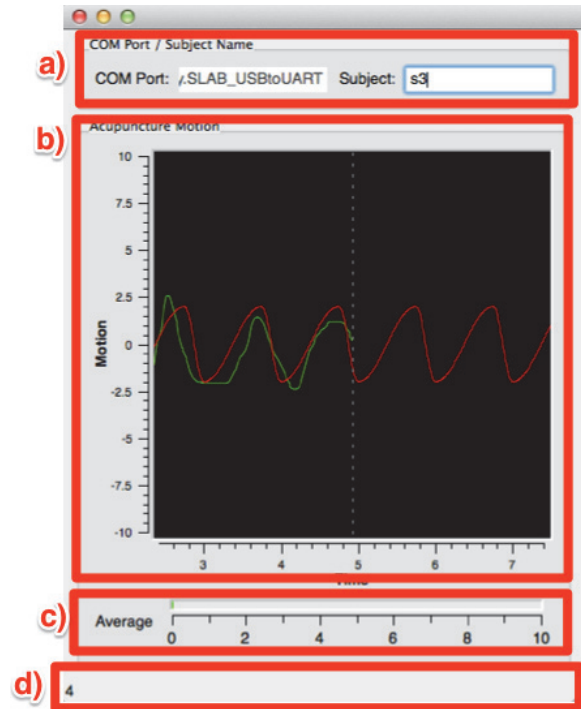 a)
COM Port / Subject Name
COM Port: y.SLAB_USBtoUART Subject: s3
b)
Acupuncture Motion
10
7.5
5
2.5
0
-2.5
-5
-7.5
-10
Motion
3 4 5 6 7
Time
c)
Average
0 2 4 6 8 10
d)
4